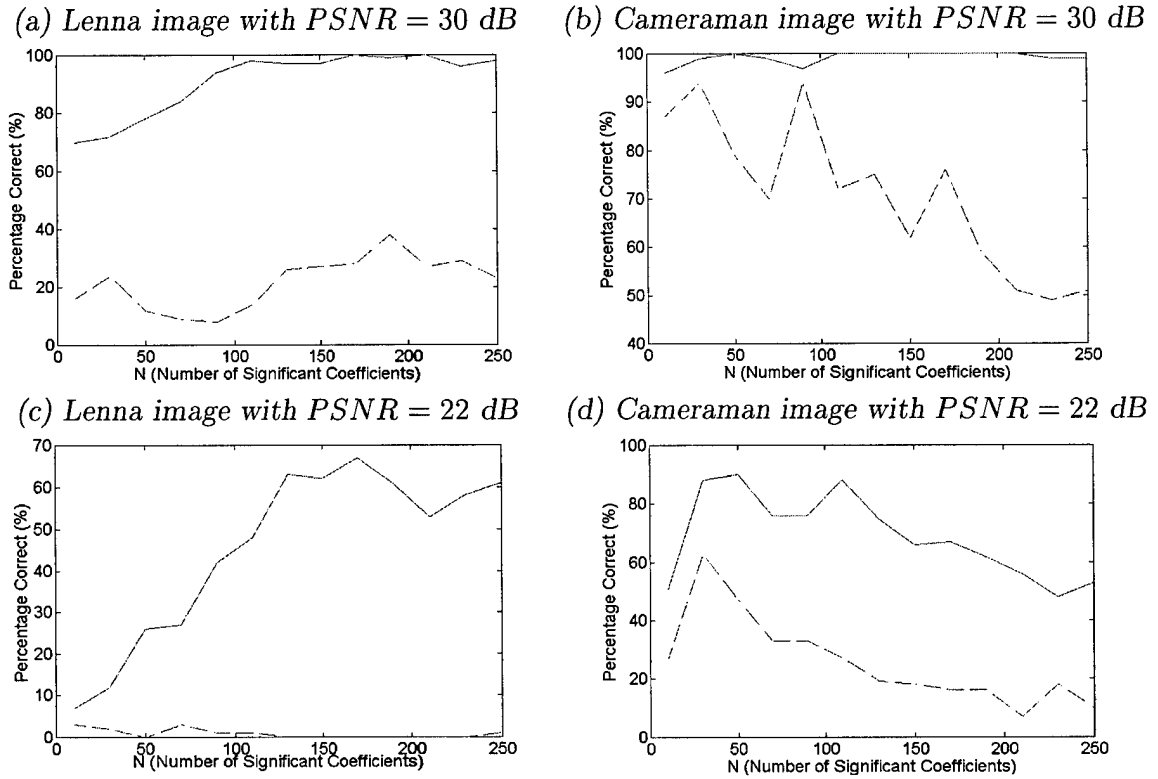 (a) Lenna image with PSNR = 30 dB
100
80
60
40
20
0
Percentage Correct (%)
0 50 100 150 200 250
N (Number of Significant Coefficients)
(b) Cameraman image with PSNR = 30 dB
100
90
80
70
60
50
40
Percentage Correct (%)
0 50 100 150 200 250
N (Number of Significant Coefficients)
(c) Lenna image with PSNR = 22 dB
70
60
50
40
30
20
10
0
Percentage Correct (%)
0 50 100 150 200 250
N (Number of Significant Coefficients)
(d) Cameraman image with PSNR = 22 dB
100
80
60
40
20
0
Percentage Correct (%)
0 50 100 150 200 250
N (Number of Significant Coefficients)